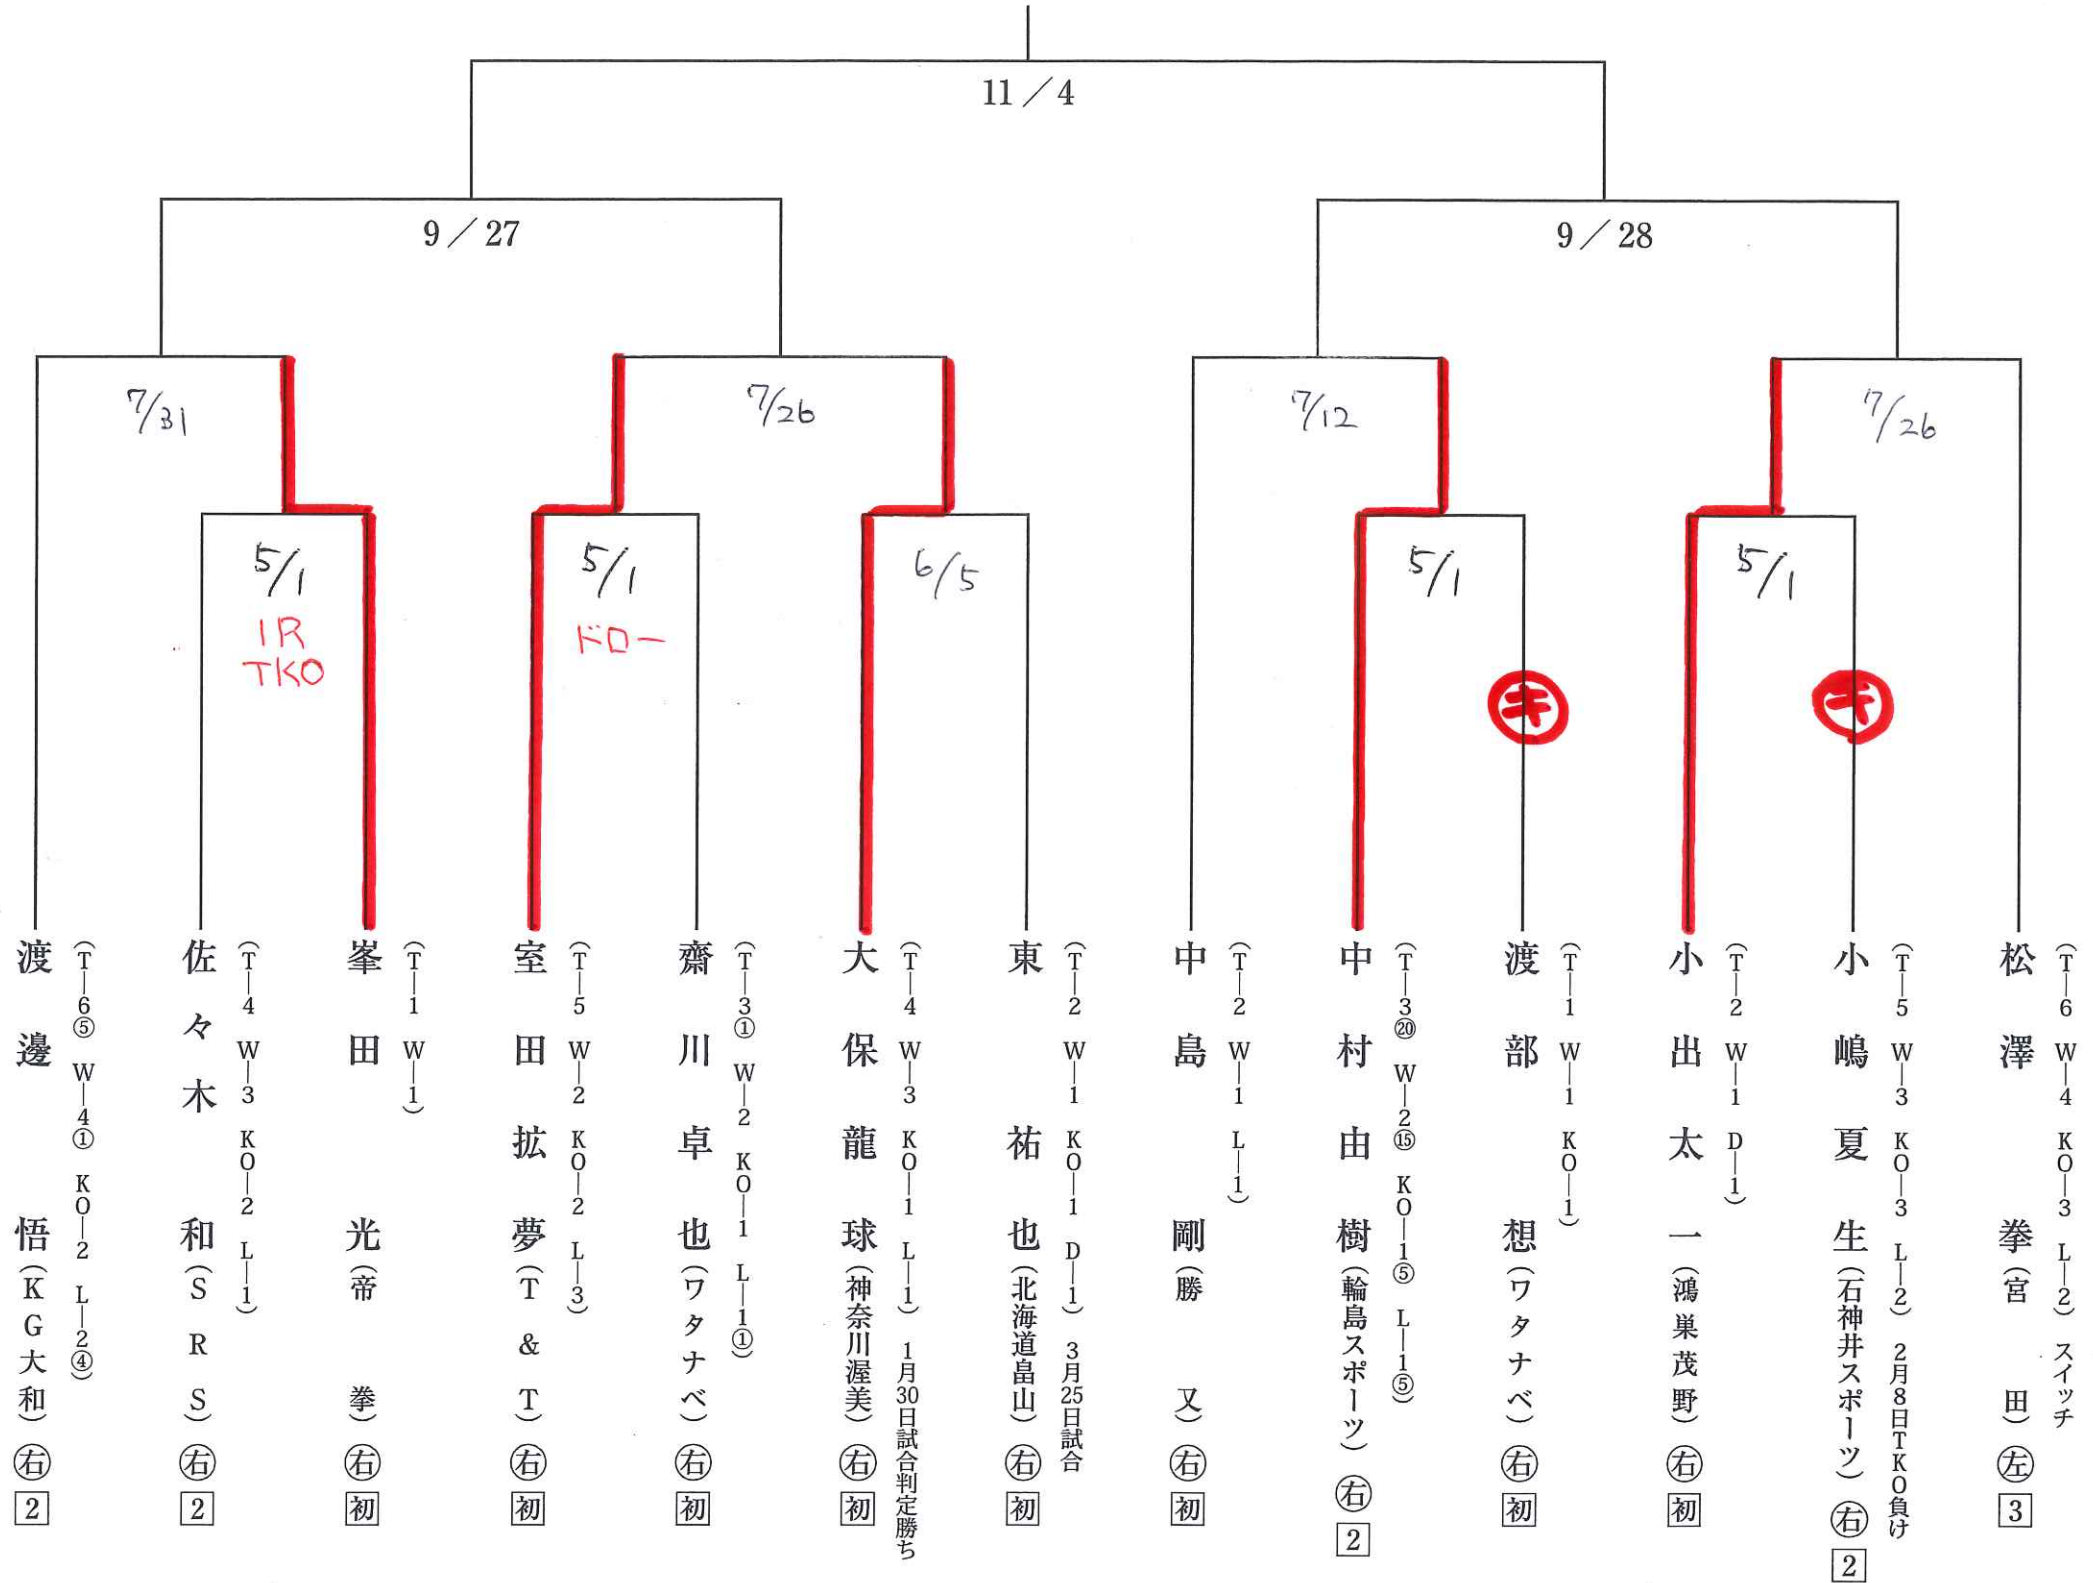 11／4
9／27
9／28
7/31
7/26
7/12
7/26
5/1
1R
TKO
5/1
ドロー
6/5
5/1
キ
5/1
キ
渡邊 悟（KG大和）㊨ 2
（T—6⑤ W—4① KO—2 L—2④）
佐々木 和（SRS）㊨ 2
（T—4 W—3 KO—2 L—1）
峯田 光（帝拳）㊨ 初
（T—1 W—1）
室田拡夢（T&T）㊨ 初
（T—5 W—2 KO—2 L—3）
齋川卓也（ワタナベ）㊨ 初
（T—3① W—2 KO—1 L—1①）
大保龍球（神奈川渥美）㊨ 初
（T—4 W—3 KO—1 L—1）1月30日試合判定勝ち
東 祐也（北海道畠山）㊨ 初
（T—2 W—1 KO—1 D—1）3月25日試合
中島 剛（勝又）㊨ 初
（T—2 W—1 L—1）
中村由樹（輪島スポーツ）㊨ 2
（T—3⑳ W—2⑮ KO—1⑤ L—1⑤）
渡部 想（ワタナベ）㊨ 初
（T—1 W—1 KO—1）
小出太一（鴻巣茂野）㊨ 初
（T—2 W—1 D—1）
小嶋夏生（石神井スポーツ）㊨ 2
（T—5 W—3 KO—3 L—2）2月8日TKO負け
松澤 拳（宮田）㊧ 3
（T—6 W—4 KO—3 L—2）スイッチ